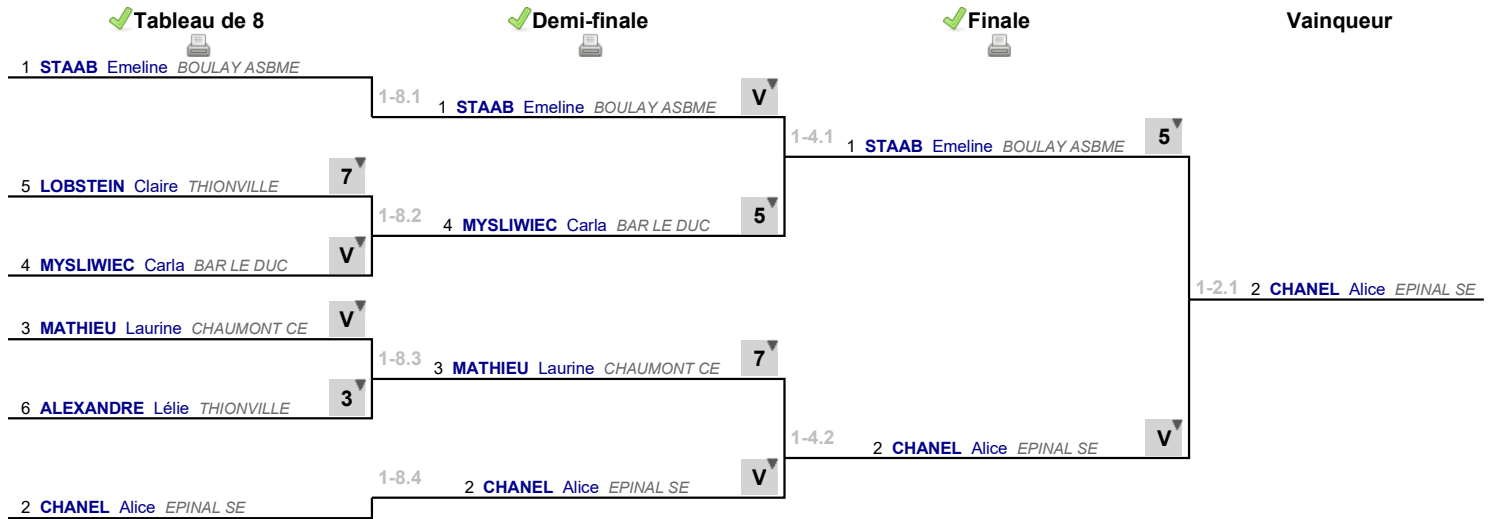 Tableau de 8 Demi-finale Finale Vainqueur
1 STAAB Emeline BOULAY ASBME
1-8.1 1 STAAB Emeline BOULAY ASBME V
1-4.1 1 STAAB Emeline BOULAY ASBME 5
5 LOBSTEIN Claire THIONVILLE 7
1-8.2 4 MYSLIWIEC Carla BAR LE DUC 5
4 MYSLIWIEC Carla BAR LE DUC V
1-2.1 2 CHANEL Alice EPINAL SE
3 MATHIEU Laurine CHAUMONT CE V
1-8.3 3 MATHIEU Laurine CHAUMONT CE 7
6 ALEXANDRE Lélie THIONVILLE 3
1-4.2 2 CHANEL Alice EPINAL SE V
1-8.4 2 CHANEL Alice EPINAL SE V
2 CHANEL Alice EPINAL SE